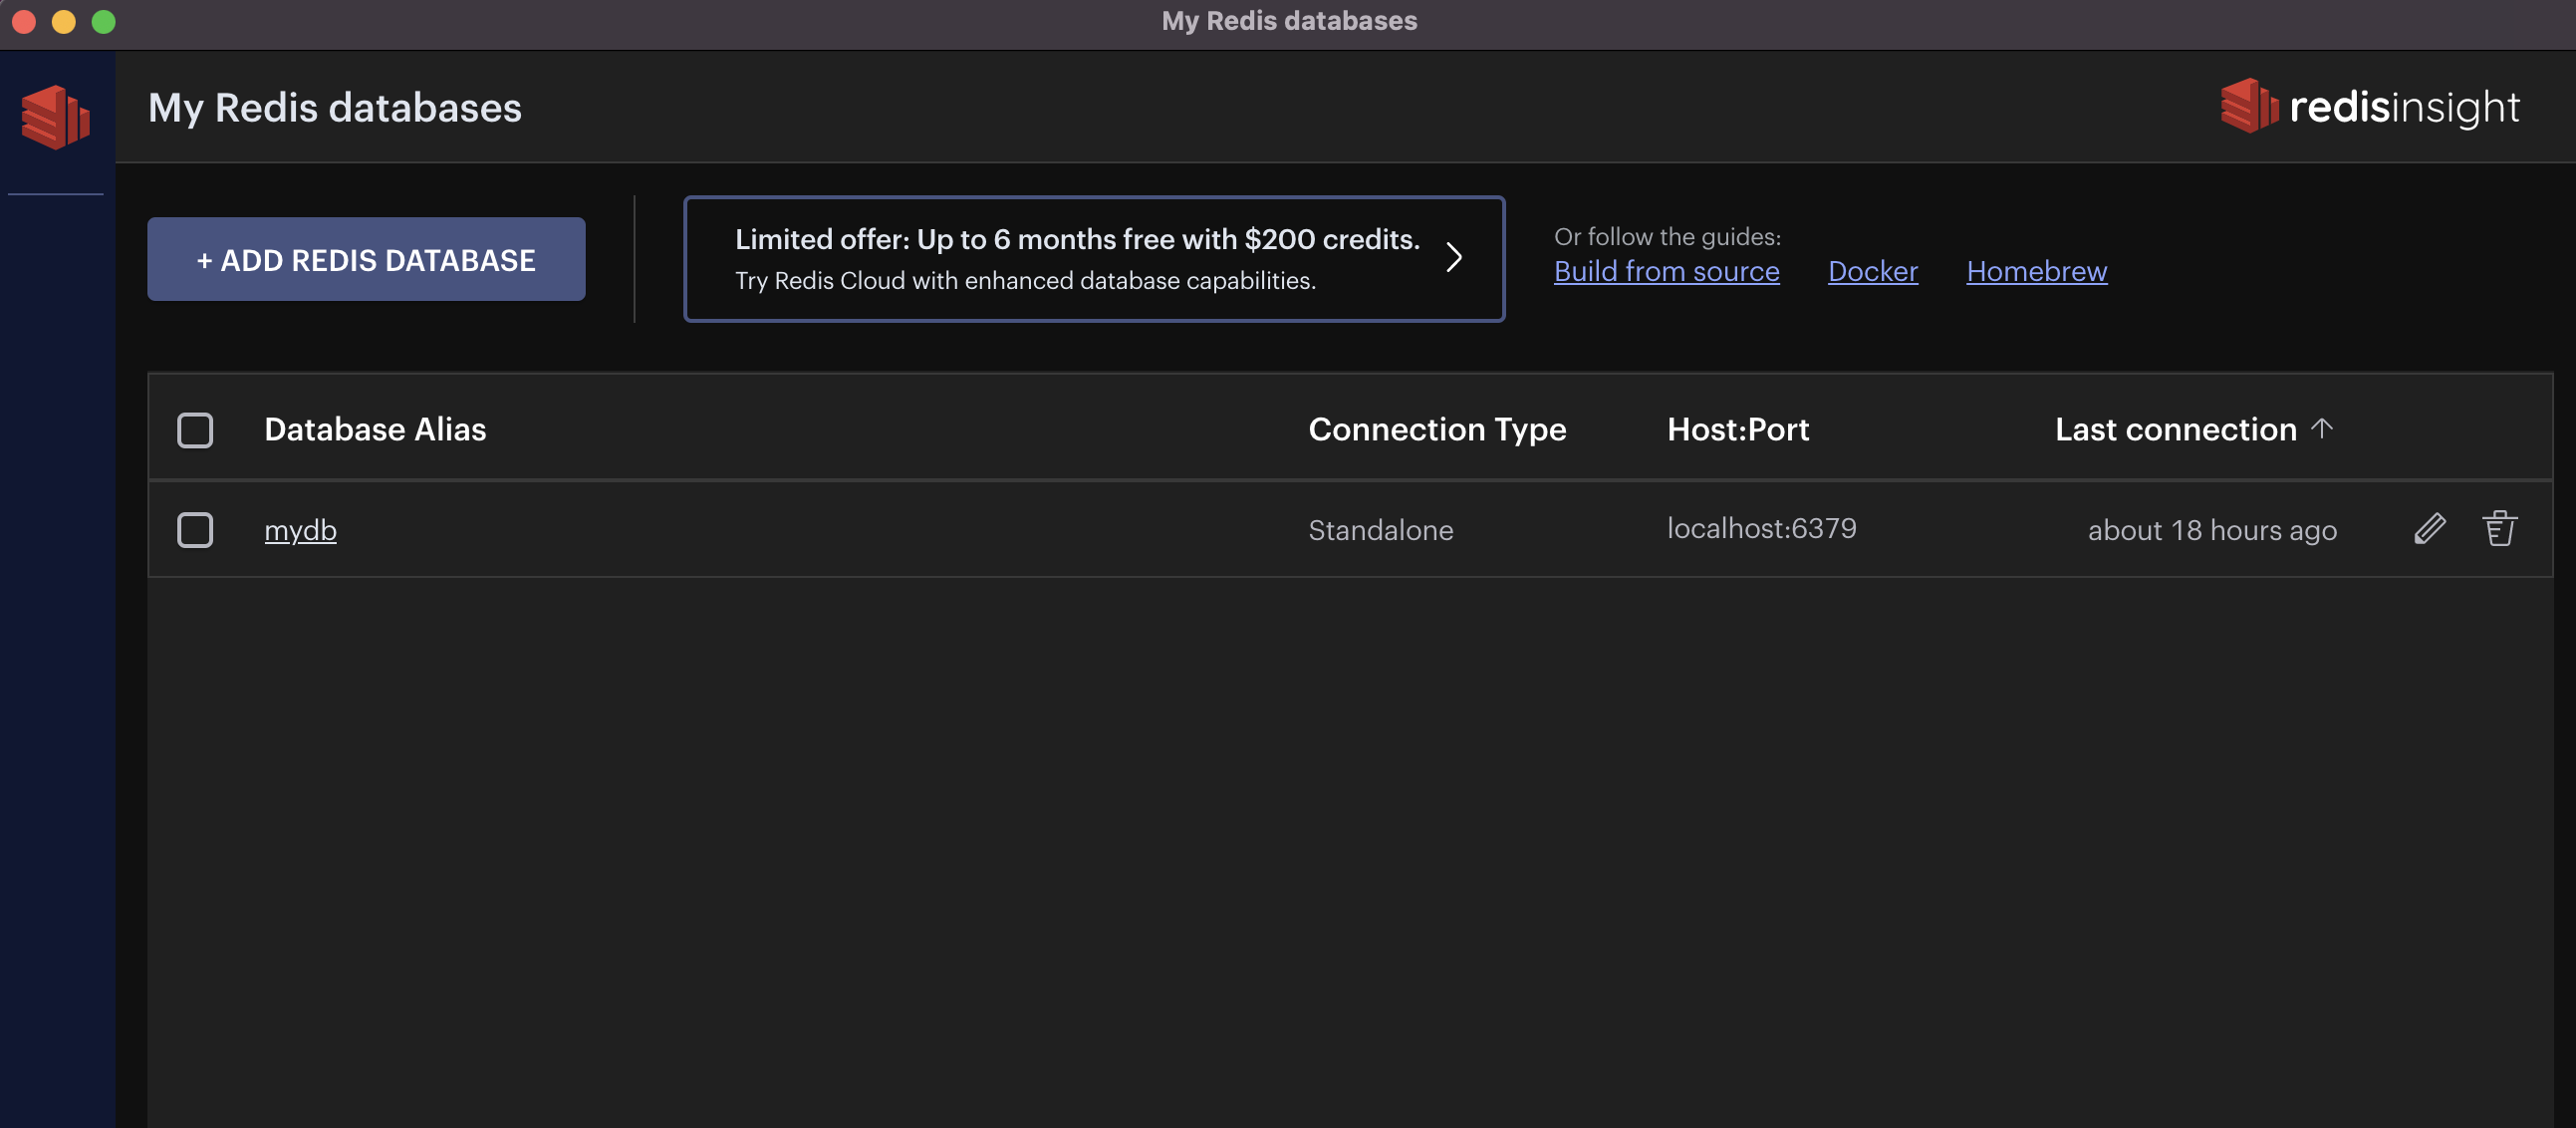 My Redis databases
My Redis databases
redisinsight
+ ADD REDIS DATABASE
Limited offer: Up to 6 months free with $200 credits.
Try Redis Cloud with enhanced database capabilities.
Or follow the guides:
Build from source Docker Homebrew
Database Alias Connection Type Host:Port Last connection ↑
mydb Standalone localhost:6379 about 18 hours ago